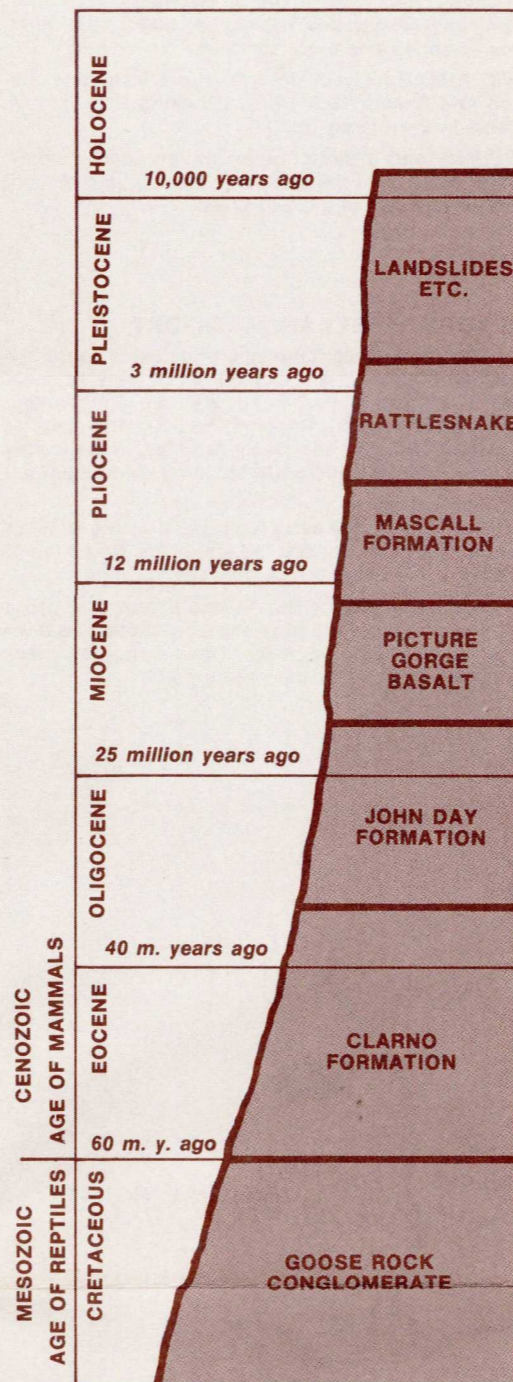 HOLOCENE
10,000 years ago
PLEISTOCENE
LANDSLIDES
ETC.
3 million years ago
PLIOCENE
RATTLESNAKE
MASCALL
FORMATION
12 million years ago
MIOCENE
PICTURE
GORGE
BASALT
25 million years ago
OLIGOCENE
JOHN DAY
FORMATION
40 m. years ago
CENOZOIC
AGE OF MAMMALS
EOCENE
CLARNO
FORMATION
60 m. y. ago
MESOZOIC
AGE OF REPTILES
CRETACEOUS
GOOSE ROCK
CONGLOMERATE